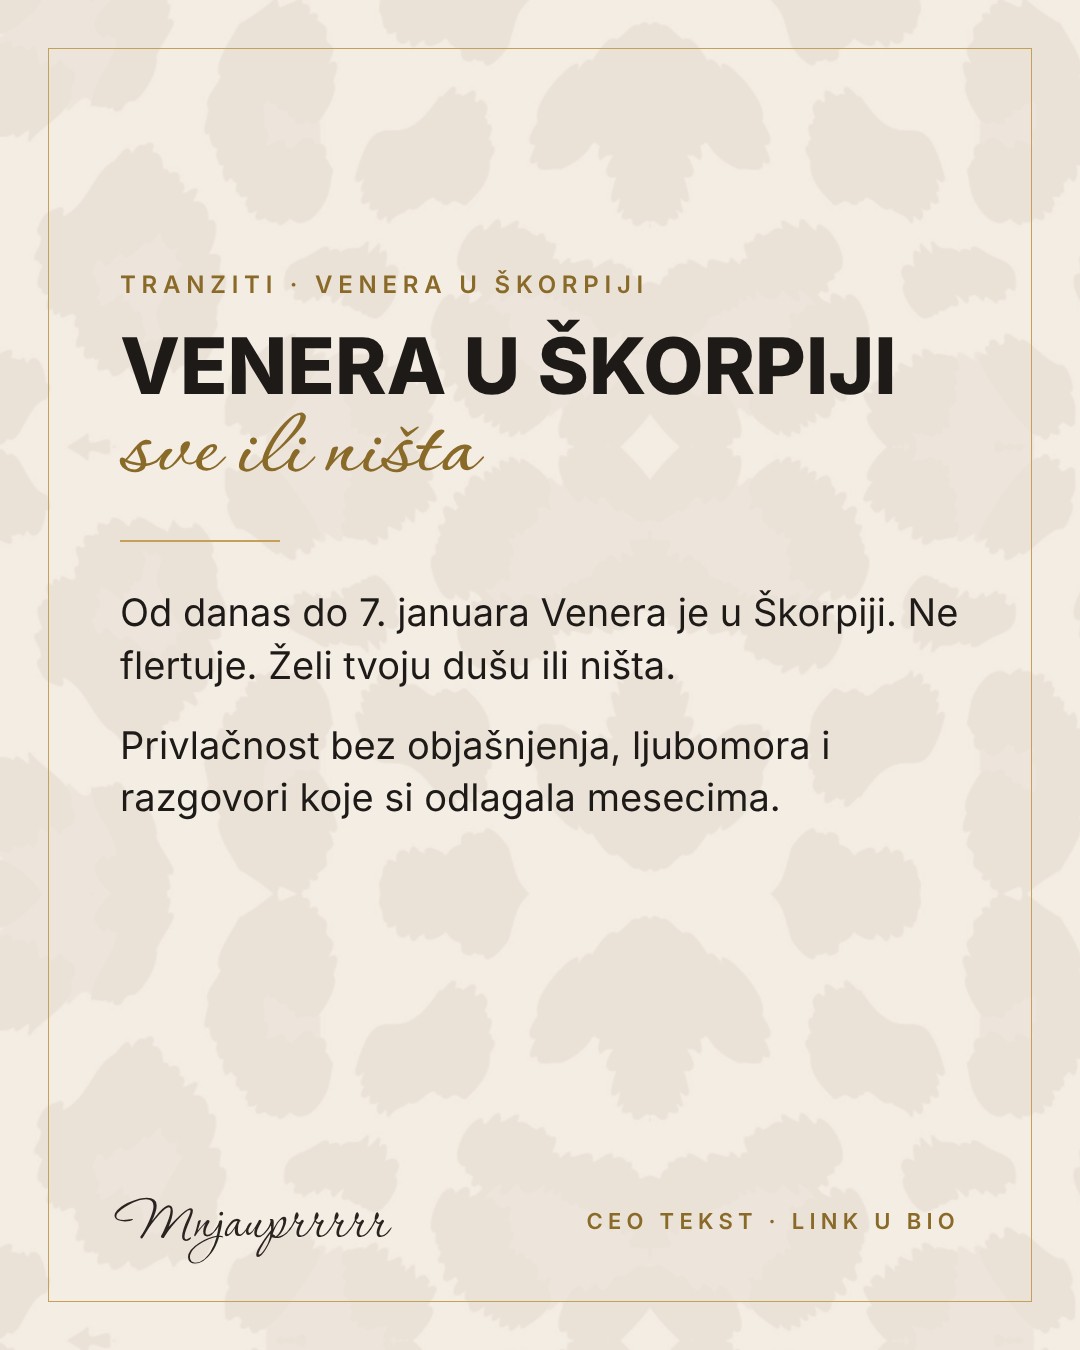 TRANZITI · VENERA U ŠKORPIJI
VENERA U ŠKORPIJI
sve ili ništa
Od danas do 7. januara Venera je u Škorpiji. Ne
flertuje. Želi tvoju dušu ili ništa.
Privlačnost bez objašnjenja, ljubomora i
razgovori koje si odlagala mesecima.
Mnjauprrrrr
CEO TEKST · LINK U BIO